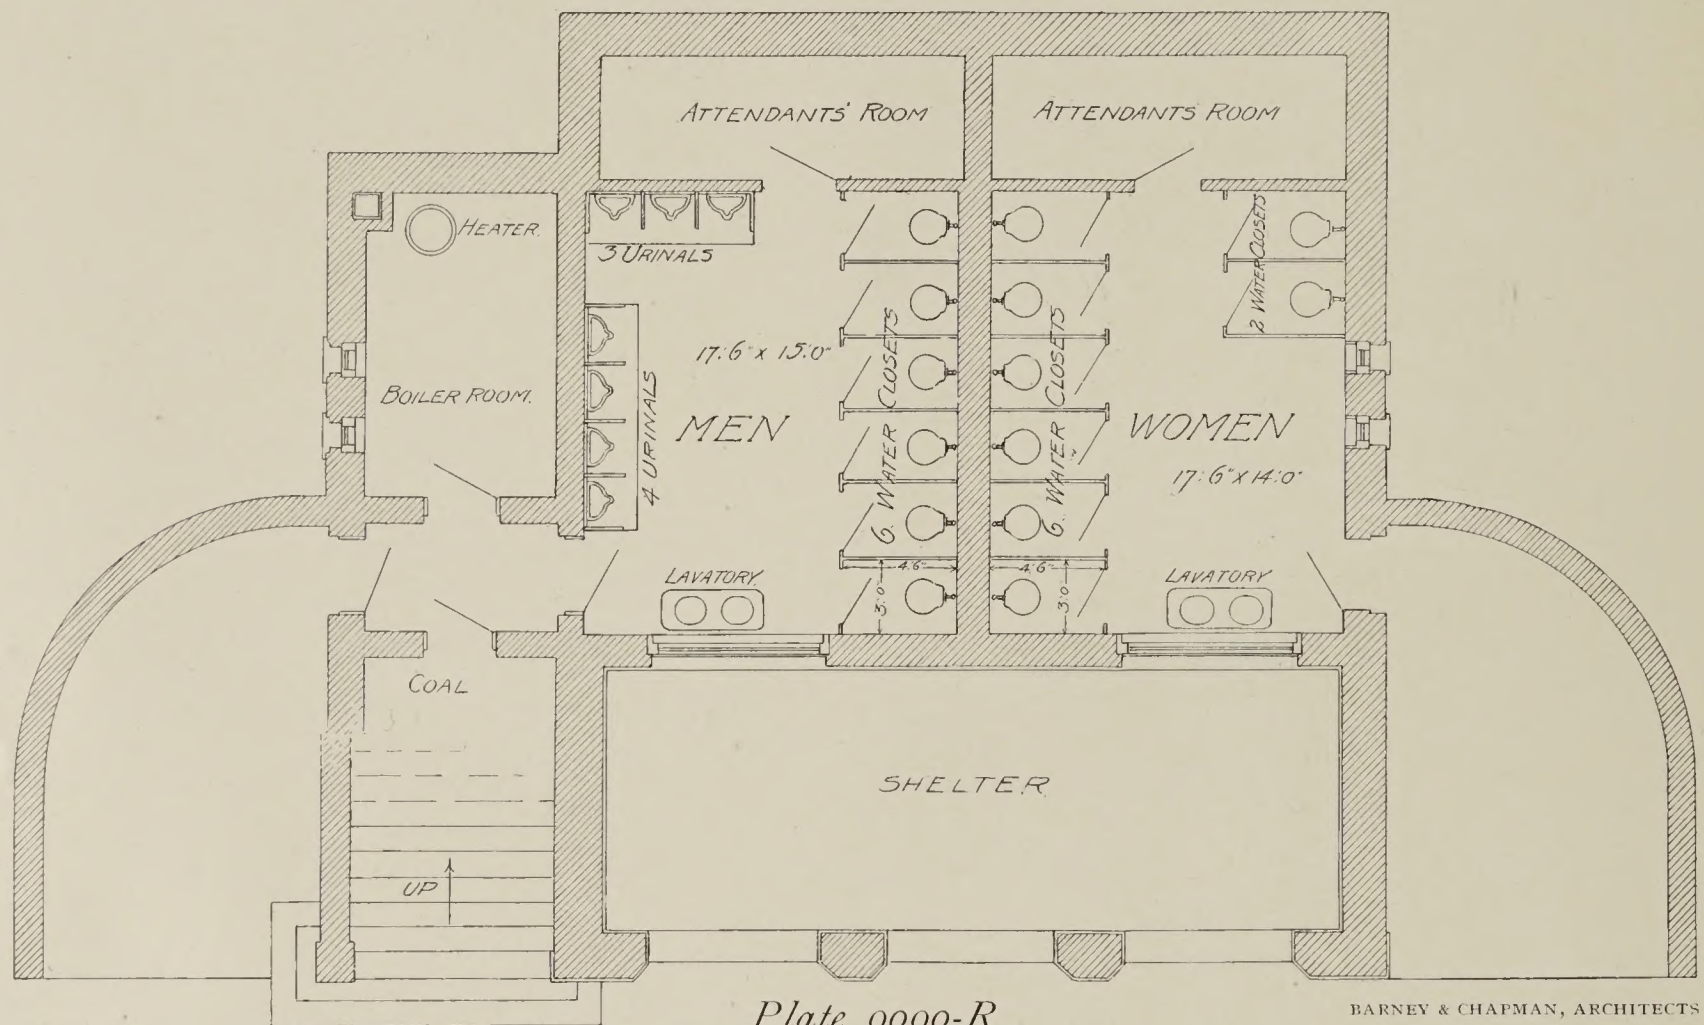 ATTENDANTS' ROOM
ATTENDANTS ROOM
HEATER.
3 URINALS
2 WATER CLOSETS
17'.6" x 15'.0"
BOILER ROOM.
4 URINALS
MEN
6. WATER CLOSETS
6. WATER CLOSETS
WOMEN
17'.6" x 14'.0"
4'.6"
4'.6"
3'.0"
3'.0"
LAVATORY.
LAVATORY
COAL
SHELTER.
UP
Plate 9000-R
BARNEY & CHAPMAN, ARCHITECTS